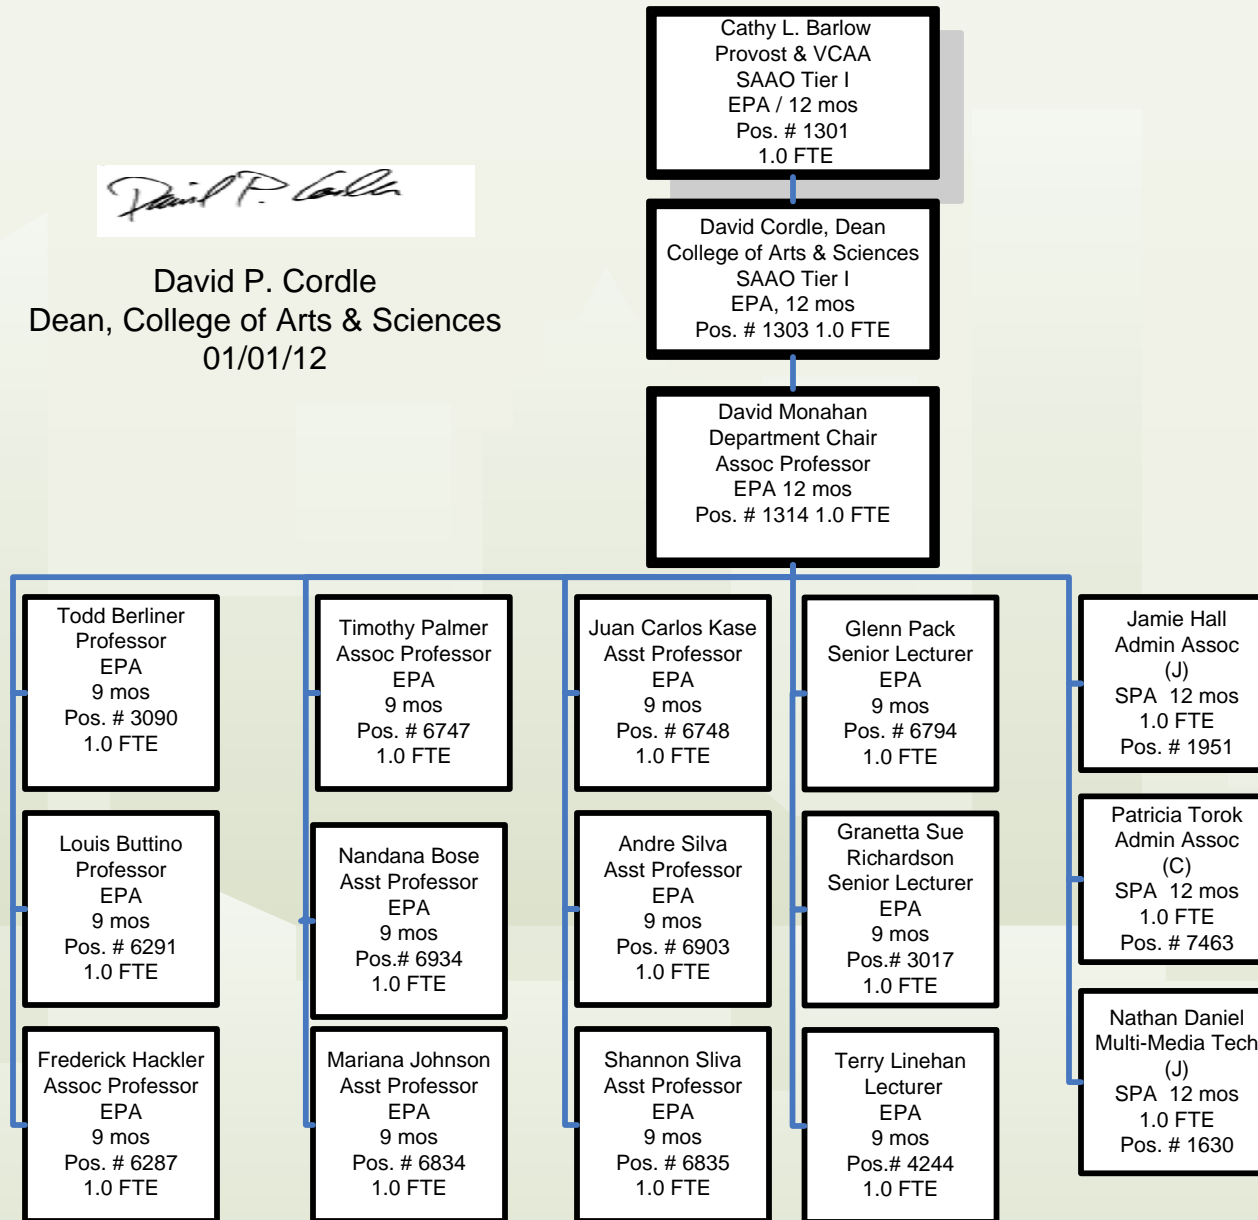 Cathy L. Barlow
Provost & VCAA
SAAO Tier I
EPA / 12 mos
Pos. # 1301
1.0 FTE
David P. Cordle
David P. Cordle
Dean, College of Arts & Sciences
01/01/12
David Cordle, Dean
College of Arts & Sciences
SAAO Tier I
EPA, 12 mos
Pos. # 1303 1.0 FTE
David Monahan
Department Chair
Assoc Professor
EPA 12 mos
Pos. # 1314 1.0 FTE
Todd Berliner
Professor
EPA
9 mos
Pos. # 3090
1.0 FTE
Timothy Palmer
Assoc Professor
EPA
9 mos
Pos. # 6747
1.0 FTE
Juan Carlos Kase
Asst Professor
EPA
9 mos
Pos. # 6748
1.0 FTE
Glenn Pack
Senior Lecturer
EPA
9 mos
Pos. # 6794
1.0 FTE
Jamie Hall
Admin Assoc
(J)
SPA 12 mos
1.0 FTE
Pos. # 1951
Louis Buttino
Professor
EPA
9 mos
Pos. # 6291
1.0 FTE
Nandana Bose
Asst Professor
EPA
9 mos
Pos.# 6934
1.0 FTE
Andre Silva
Asst Professor
EPA
9 mos
Pos. # 6903
1.0 FTE
Granetta Sue
Richardson
Senior Lecturer
EPA
9 mos
Pos.# 3017
1.0 FTE
Patricia Torok
Admin Assoc
(C)
SPA 12 mos
1.0 FTE
Pos. # 7463
Frederick Hackler
Assoc Professor
EPA
9 mos
Pos. # 6287
1.0 FTE
Mariana Johnson
Asst Professor
EPA
9 mos
Pos. # 6834
1.0 FTE
Shannon Sliva
Asst Professor
EPA
9 mos
Pos. # 6835
1.0 FTE
Terry Linehan
Lecturer
EPA
9 mos
Pos.# 4244
1.0 FTE
Nathan Daniel
Multi-Media Tech
(J)
SPA 12 mos
1.0 FTE
Pos. # 1630